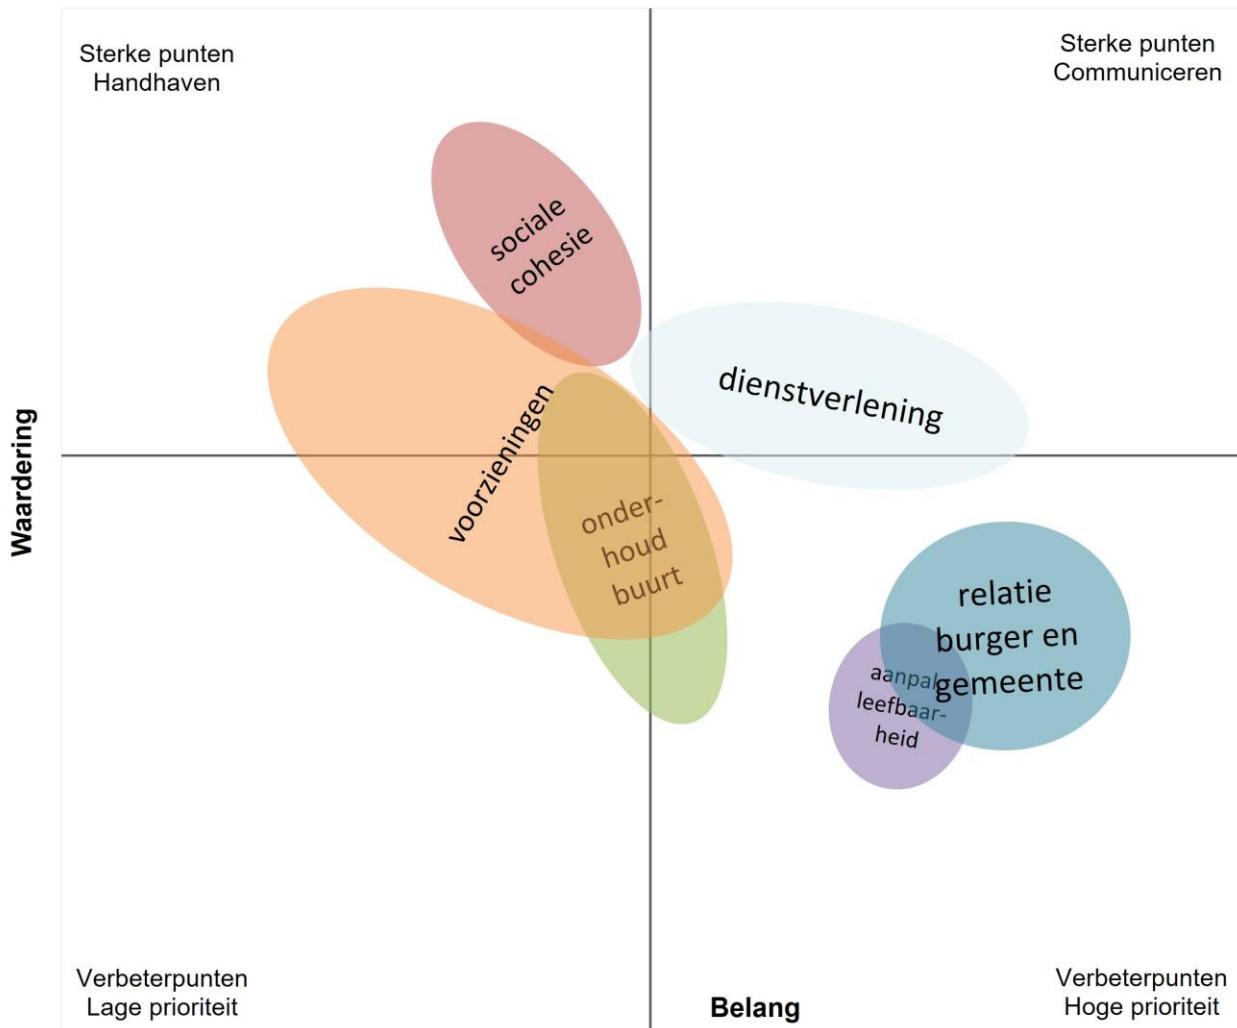 Sterke punten
Handhaven
Sterke punten
Communiceren
sociale
cohesie
dienstverlening
voorzieningen
Waardering
onder-
houd
buurt
relatie
burger en
gemeente
aanpak
leefbaar-
heid
Verbeterpunten
Lage prioriteit
Belang
Verbeterpunten
Hoge prioriteit